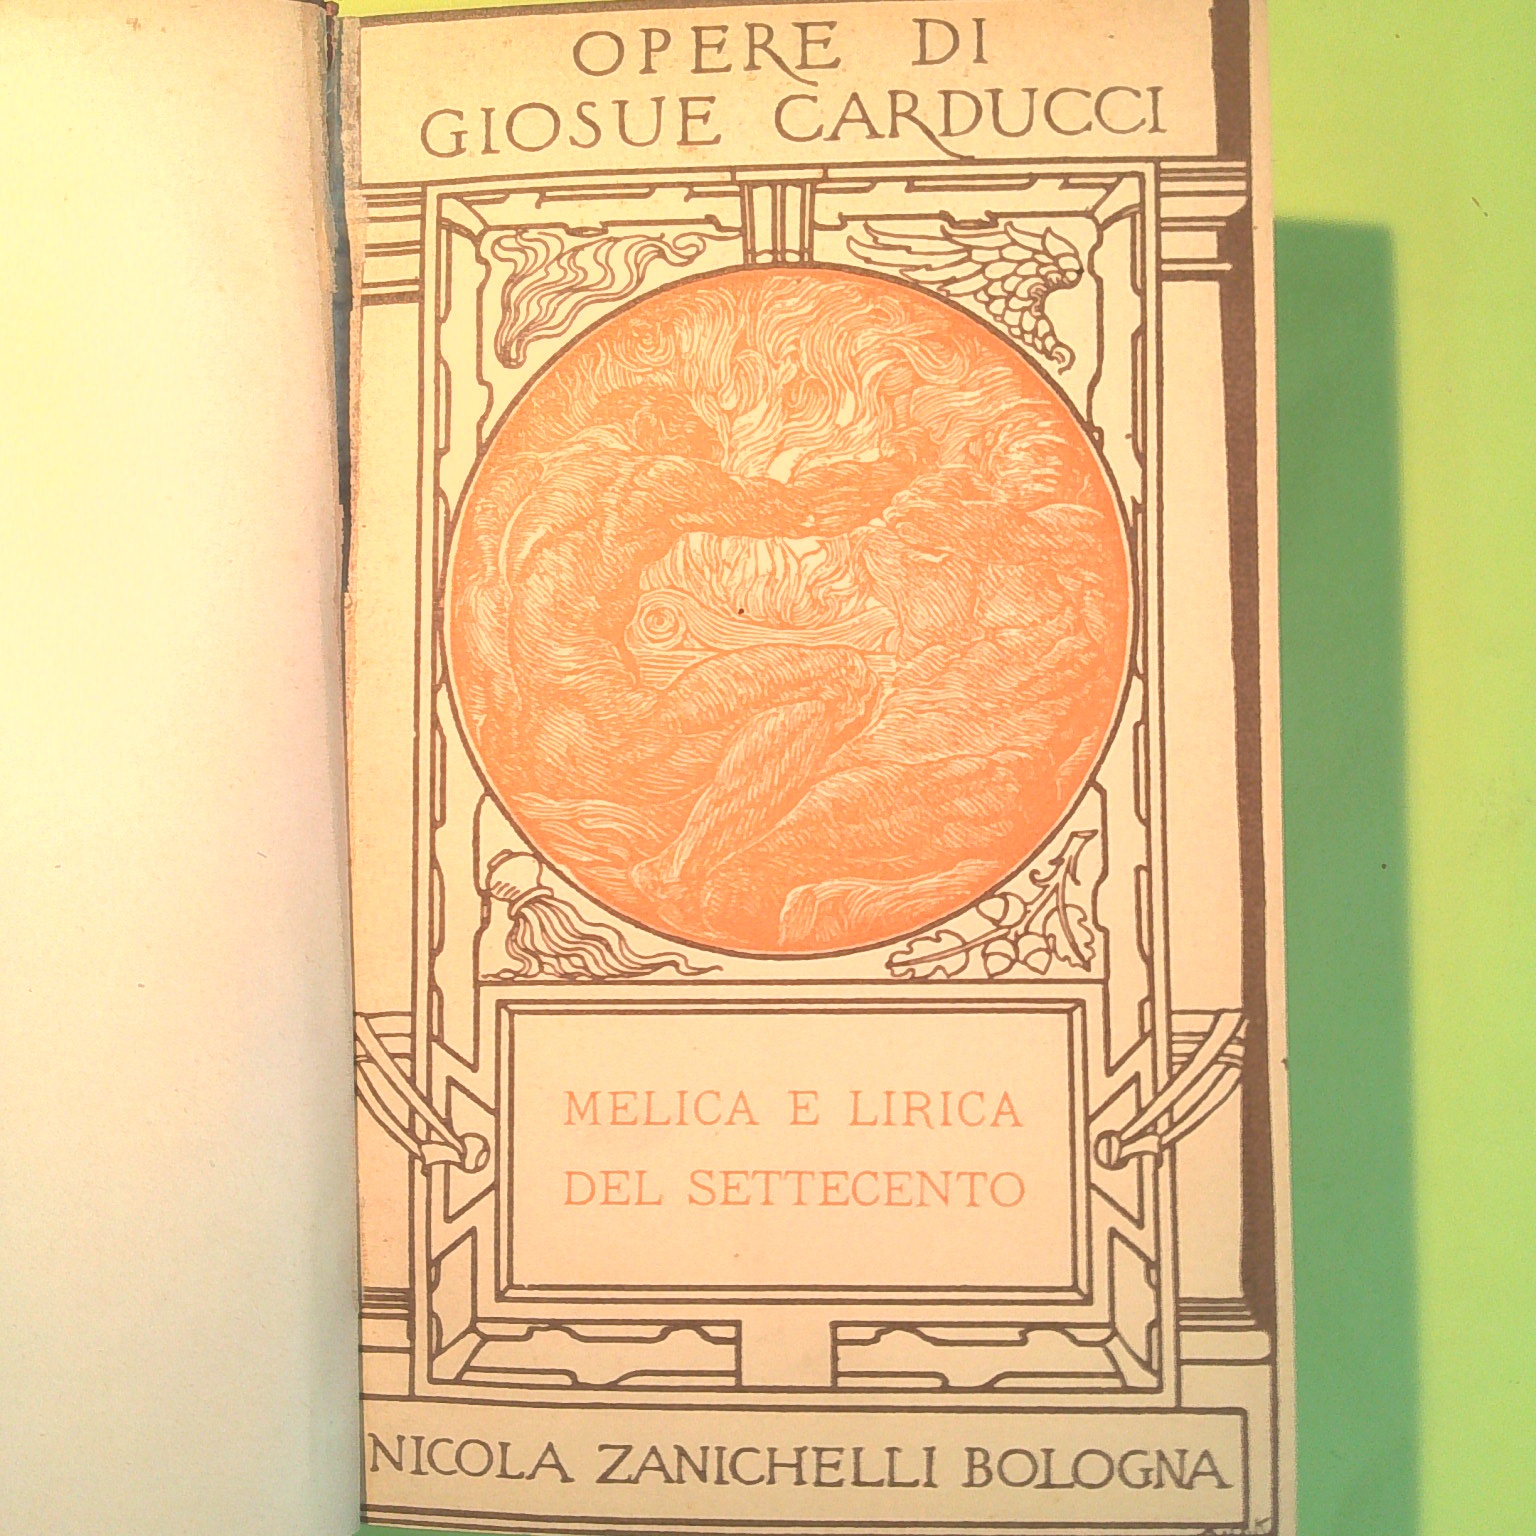 OPERE DI
GIOSUE CARDUCCI
MELICA E LIRICA
DEL SETTECENTO
NICOLA ZANICHELLI BOLOGNA